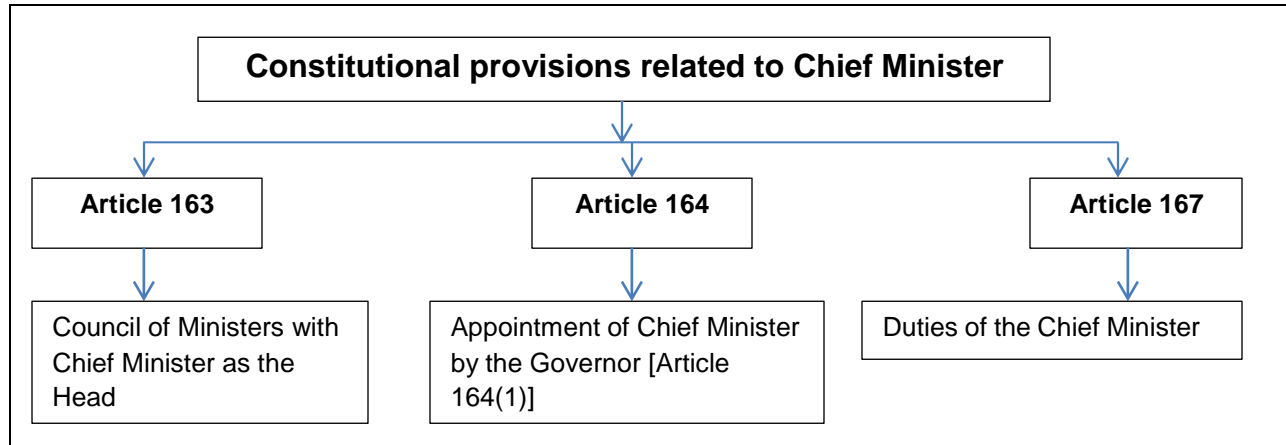 Constitutional provisions related to Chief Minister
Article 163
Article 164
Article 167
Council of Ministers with
Chief Minister as the
Head
Appointment of Chief Minister
by the Governor [Article
164(1)]
Duties of the Chief Minister